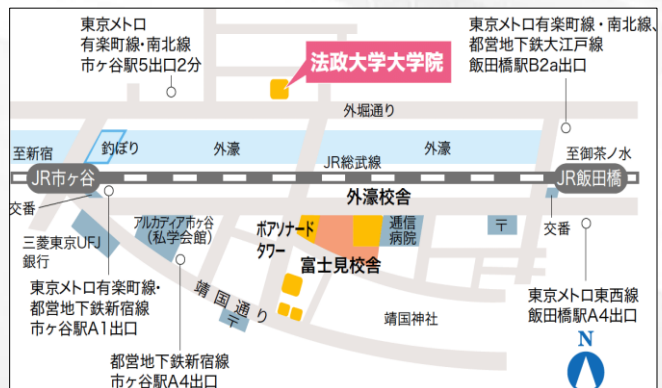 東京メトロ
有楽町線・南北線
市ヶ谷駅5出口2分
法政大学大学院
東京メトロ有楽町線・南北線、
都営地下鉄大江戸線
飯田橋駅B2a出口
外堀通り
至新宿
釣ぼり
外濠
JR総武線
外濠
至御茶ノ水
JR市ヶ谷
JR飯田橋
交番
外濠校舎
交番
三菱東京UFJ
銀行
アルカディア市ヶ谷
(私学会館)
ボアソナード
タワー
逓信
病院
〒
富士見校舎
靖国通り
〒
靖国神社
東京メトロ有楽町線・
都営地下鉄新宿線
市ヶ谷駅A1出口
都営地下鉄新宿線
市ヶ谷駅A4出口
東京メトロ東西線
飯田橋駅A4出口
N